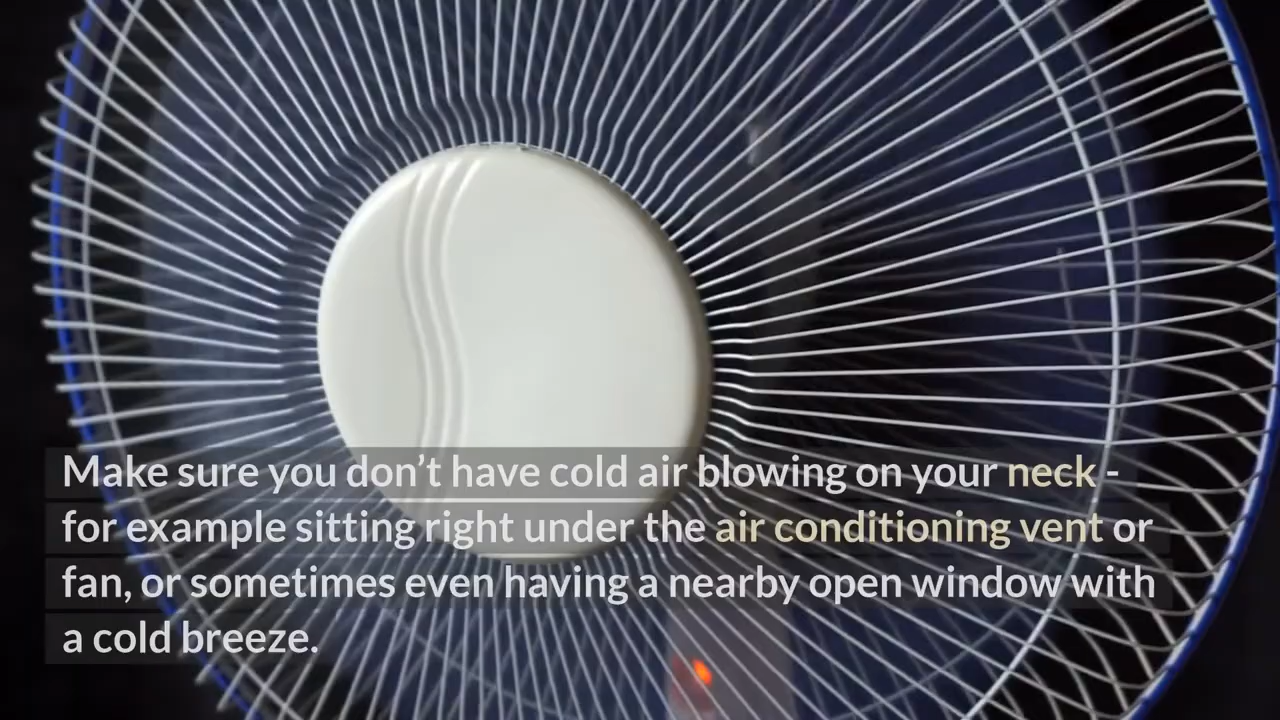 Make sure you don’t have cold air blowing on your neck -
for example sitting right under the air conditioning vent or
fan, or sometimes even having a nearby open window with
a cold breeze.